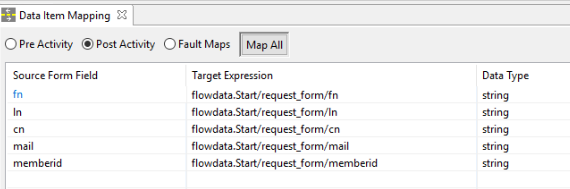 Data Item Mapping
Pre Activity Post Activity Fault Maps Map All
Source Form Field Target Expression Data Type
fn flowdata.Start/request_form/fn string
ln flowdata.Start/request_form/ln string
cn flowdata.Start/request_form/cn string
mail flowdata.Start/request_form/mail string
memberid flowdata.Start/request_form/memberid string